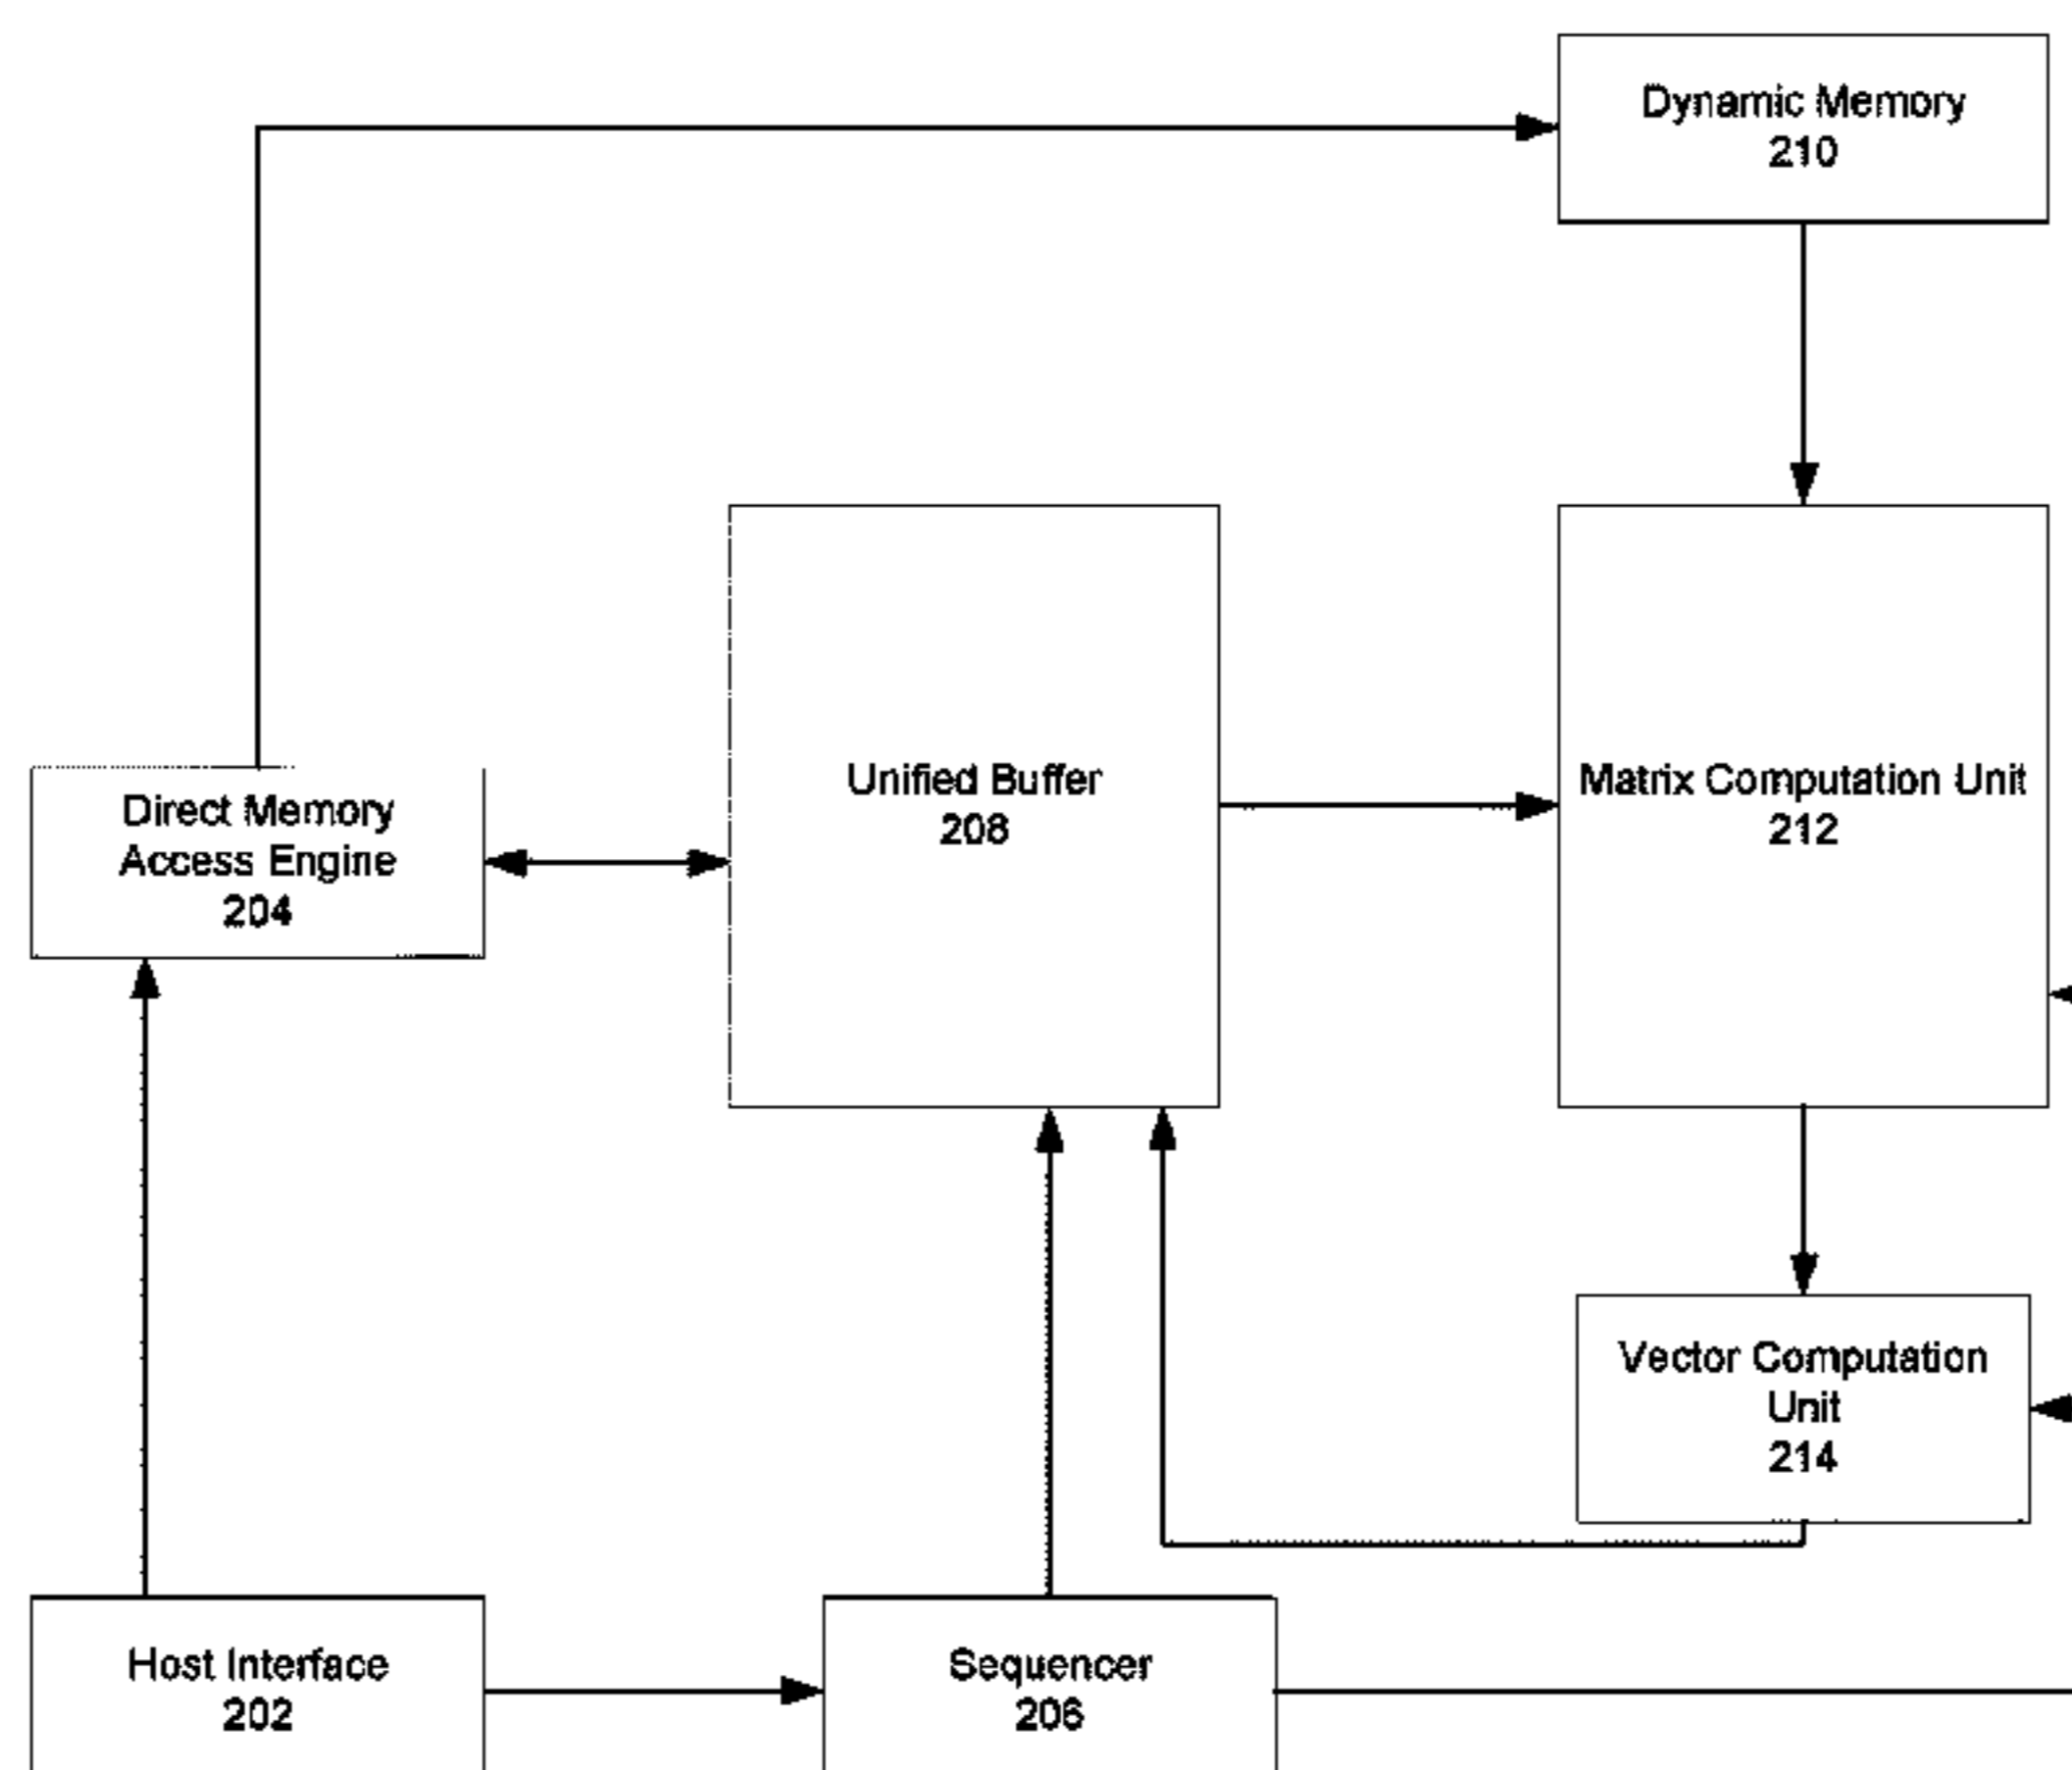 Dynamic Memory
210
Unified Buffer
208
Matrix Computation Unit
212
Direct Memory
Access Engine
204
Vector Computation
Unit
214
Host Interface
202
Sequencer
206